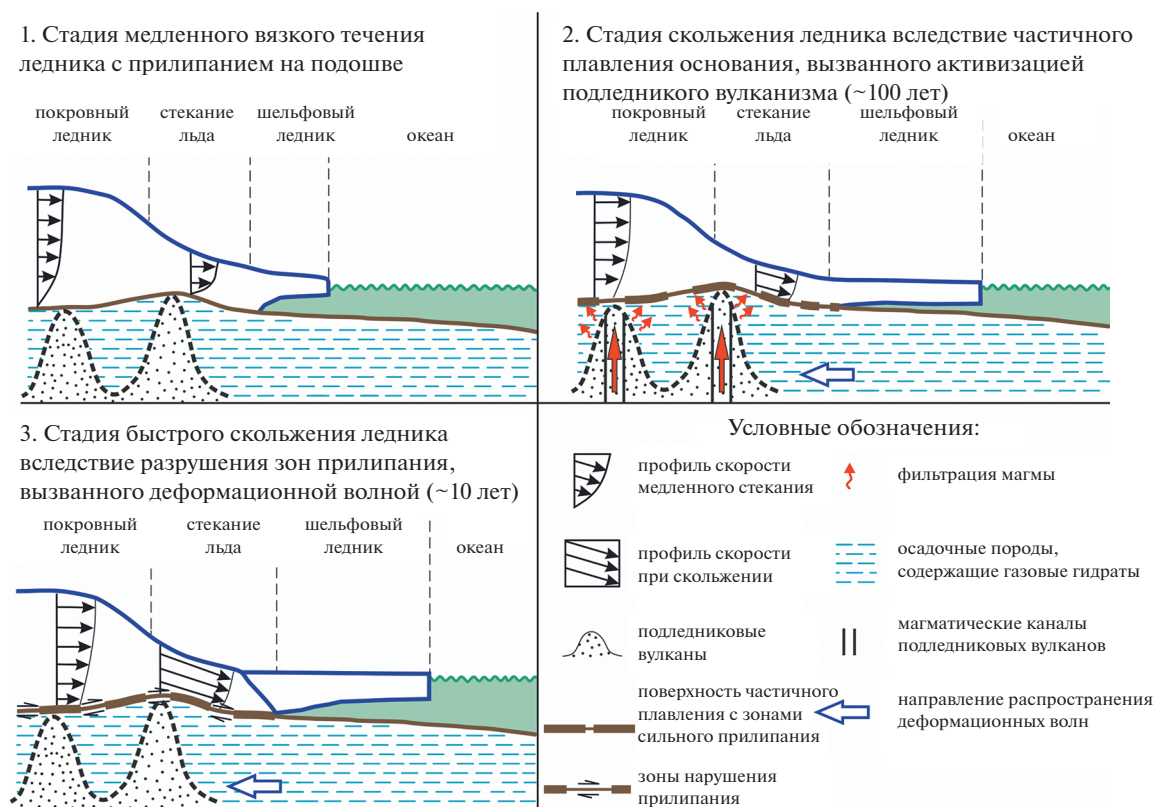 1. Стадия медленного вязкого течения
ледника с прилипанием на подошве
покровный
ледник
стекание
льда
шельфовый
ледник
океан
2. Стадия скольжения ледника вследствие частичного
плавления основания, вызванного активизацией
подледникого вулканизма (~100 лет)
покровный
ледник
стекание
льда
шельфовый
ледник
океан
3. Стадия быстрого скольжения ледника
вследствие разрушения зон прилипания,
вызванного деформационной волной (~10 лет)
покровный
ледник
стекание
льда
шельфовый
ледник
океан
Условные обозначения:
профиль скорости
медленного стекания
профиль скорости
при скольжении
подледниковые
вулканы
поверхность частичного
плавления с зонами
сильного прилипания
зоны нарушения
прилипания
фильтрация магмы
осадочные породы,
содержащие газовые гидраты
магматические каналы
подледниковых вулканов
направление распространения
деформационных волн